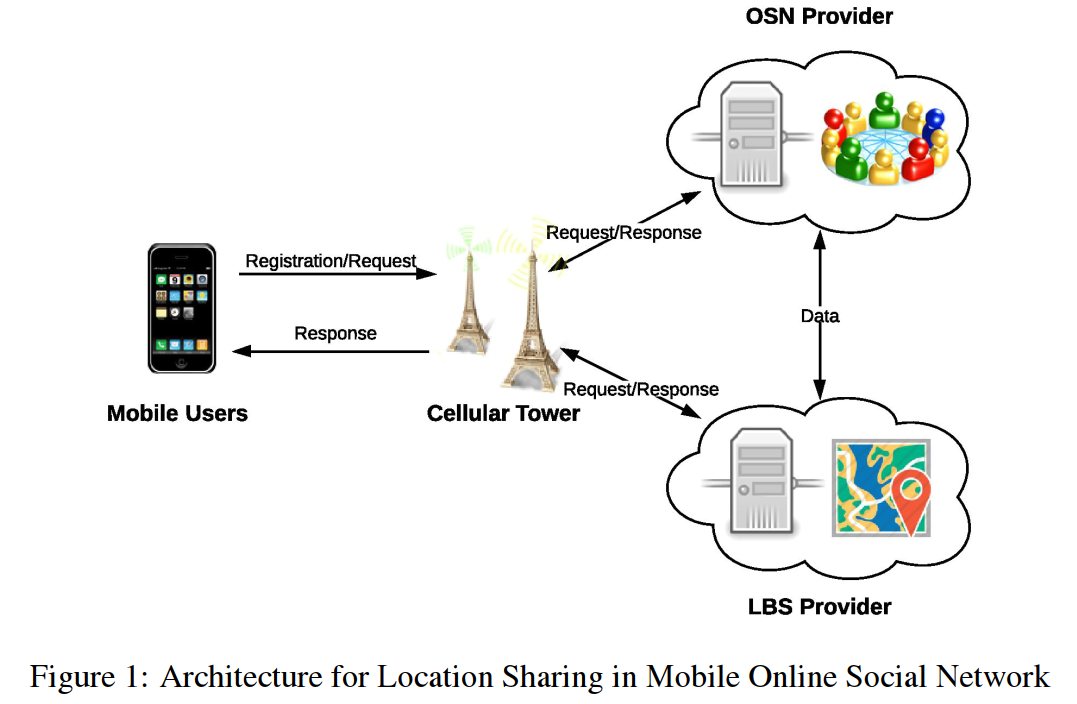 OSN Provider
Request/Response
Registration/Request
Response
Data
Request/Response
Mobile Users
Cellular Tower
LBS Provider
Figure 1: Architecture for Location Sharing in Mobile Online Social Network